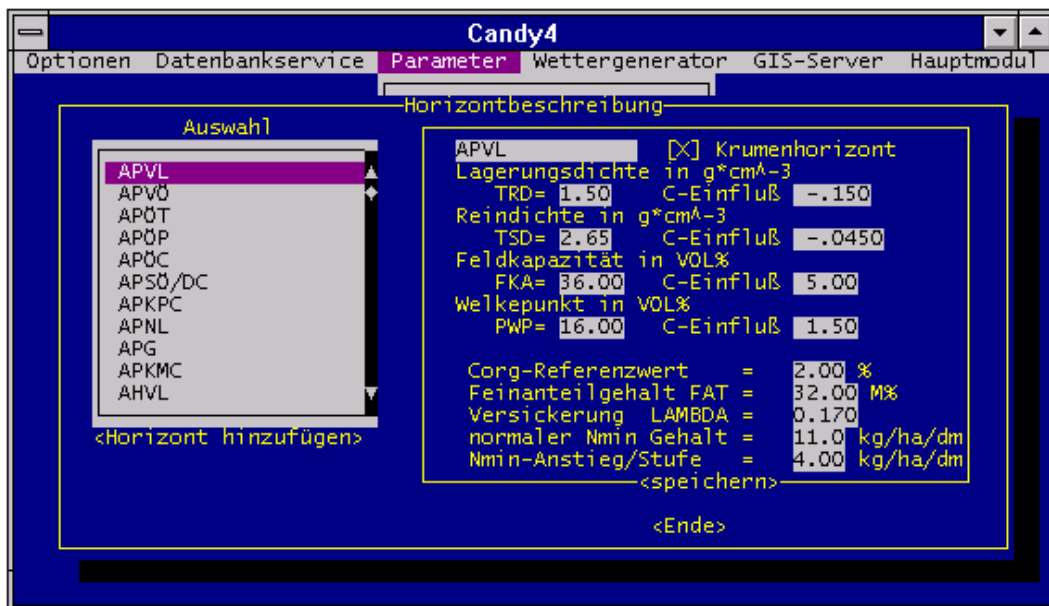 Candy4
Optionen Datenbankservice Parameter Wettergenerator GIS-Server Hauptmodul
Horizontbeschreibung
Auswahl
APVL
APVÖ
APÖT
APÖP
APÖC
APSÖ/DC
APKPC
APNL
APG
APKMC
AHVL
<Horizont hinzufügen>
APVL [X] Krumenhorizont
Lagerungsdichte in g*cm^-3
TRD= 1.50 C-Einfluß -.150
Reindichte in g*cm^-3
TSD= 2.65 C-Einfluß -.0450
Feldkapazität in VOL%
FKA= 36.00 C-Einfluß 5.00
Welkepunkt in VOL%
PWP= 16.00 C-Einfluß 1.50
Corg-Referenzwert = 2.00 %
Feinanteilgehalt FAT = 32.00 M%
Versickerung LAMBDA = 0.170
normaler Nmin Gehalt = 11.0 kg/ha/dm
Nmin-Anstieg/Stufe = 4.00 kg/ha/dm
<speichern>
<Ende>